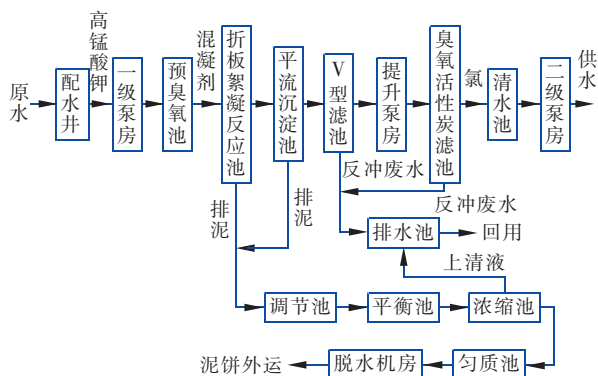 原水
配水井
高锰酸钾
一级泵房
预臭氧池
混凝剂
折板絮凝反应池
平流沉淀池
V型滤池
提升泵房
臭氧活性炭滤池
氯
清水池
二级泵房
供水
反冲废水
反冲废水
排泥
排泥
排水池
回用
上清液
调节池
平衡池
浓缩池
泥饼外运
脱水机房
匀质池